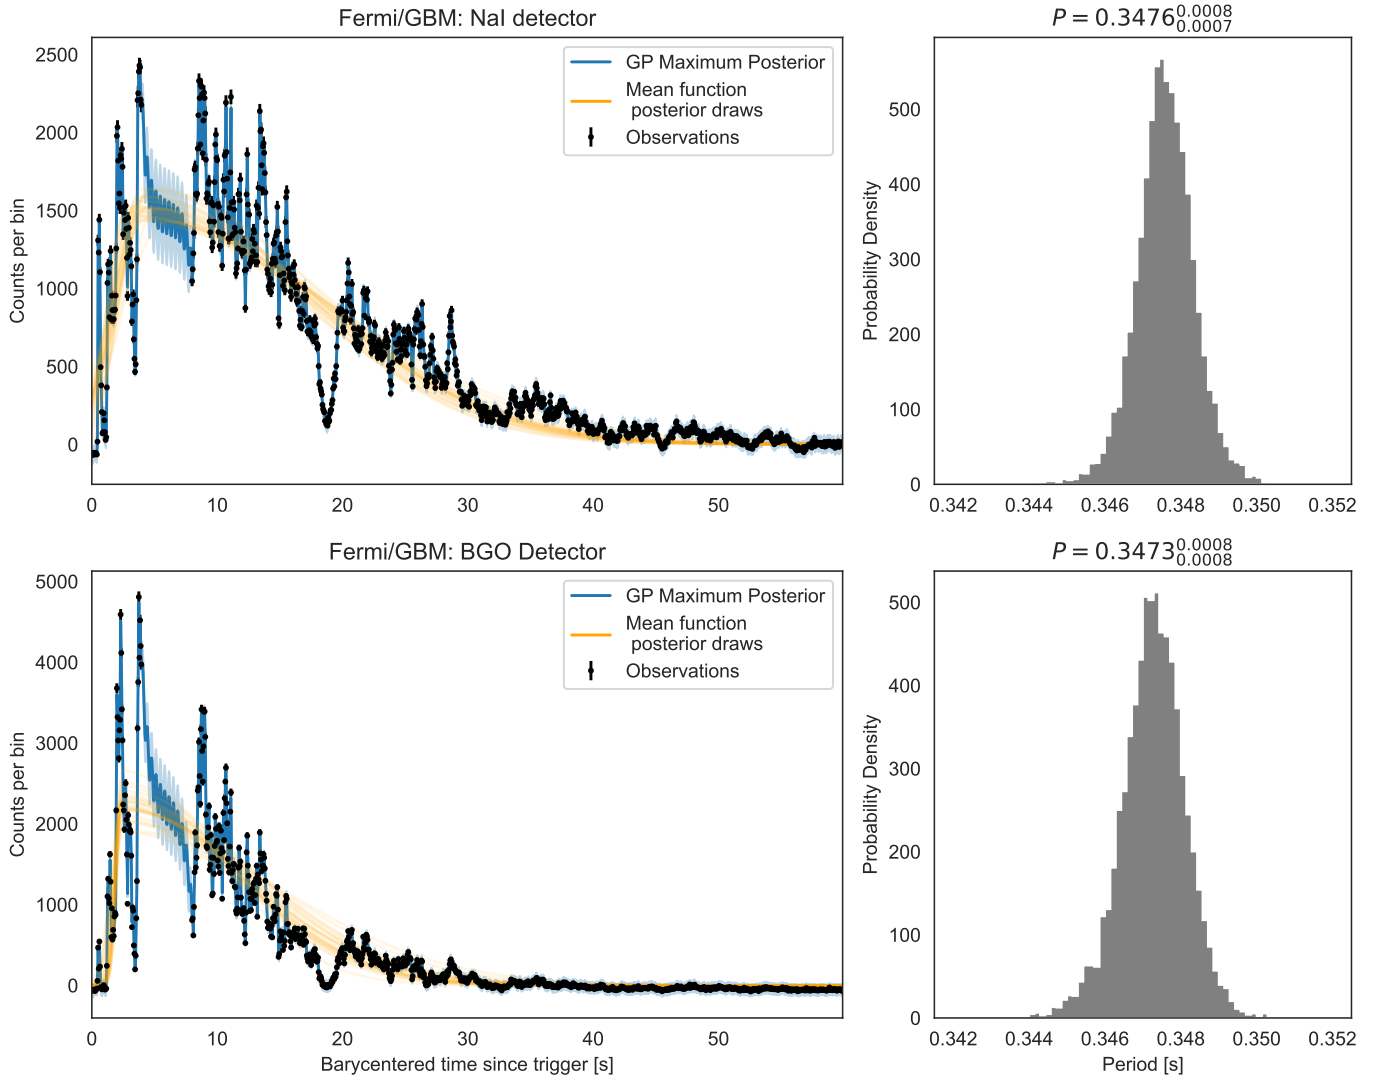 Fermi/GBM: NaI detector
2500
2000
1500
1000
500
0
Counts per bin
0 10 20 30 40 50
GP Maximum Posterior
Mean function
posterior draws
Observations
P = 0.3476 0.0008 0.0007
500
400
300
200
100
0
Probability Density
0.342 0.344 0.346 0.348 0.350 0.352
Fermi/GBM: BGO Detector
5000
4000
3000
2000
1000
0
Counts per bin
0 10 20 30 40 50
Barycentered time since trigger [s]
GP Maximum Posterior
Mean function
posterior draws
Observations
P = 0.3473 0.0008 0.0008
500
400
300
200
100
0
Probability Density
0.342 0.344 0.346 0.348 0.350 0.352
Period [s]